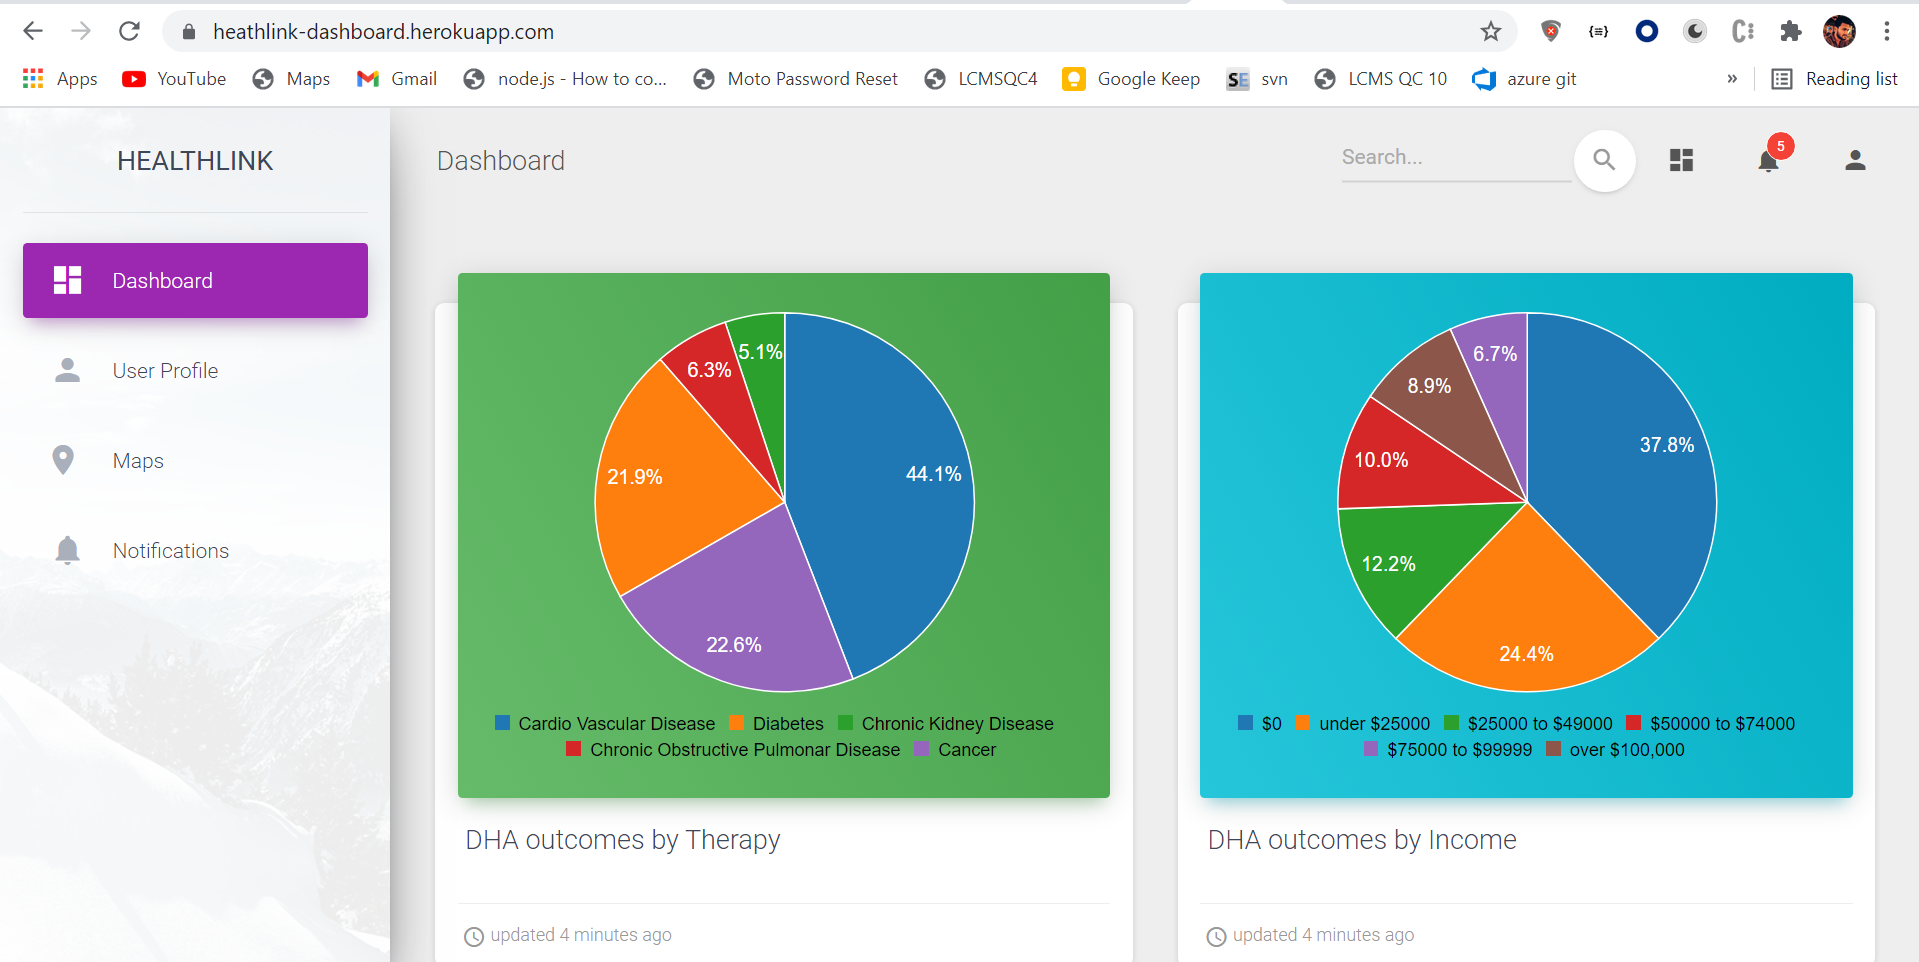 heathlink-dashboard.herokuapp.com
Apps YouTube Maps Gmail node.js - How to co... Moto Password Reset LCMSQC4 Google Keep SE svn LCMS QC 10 azure git » Reading list
HEALTHLINK
Dashboard
User Profile
Maps
Notifications
Dashboard
Search...
5
44.1%
22.6%
21.9%
6.3%
5.1%
Cardio Vascular Disease Diabetes Chronic Kidney Disease
Chronic Obstructive Pulmonar Disease Cancer
DHA outcomes by Therapy
updated 4 minutes ago
37.8%
24.4%
12.2%
10.0%
8.9%
6.7%
$0 under $25000 $25000 to $49000 $50000 to $74000
$75000 to $99999 over $100,000
DHA outcomes by Income
updated 4 minutes ago